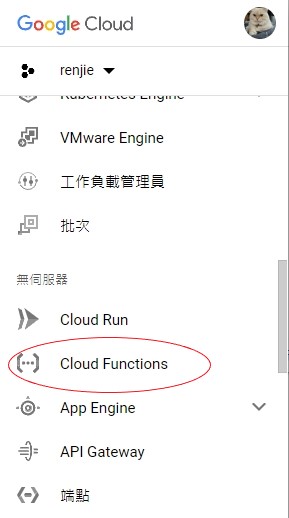 Google Cloud
renjie
Kubernetes Engine
VMware Engine
工作負載管理員
批次
無伺服器
Cloud Run
Cloud Functions
App Engine
API Gateway
端點